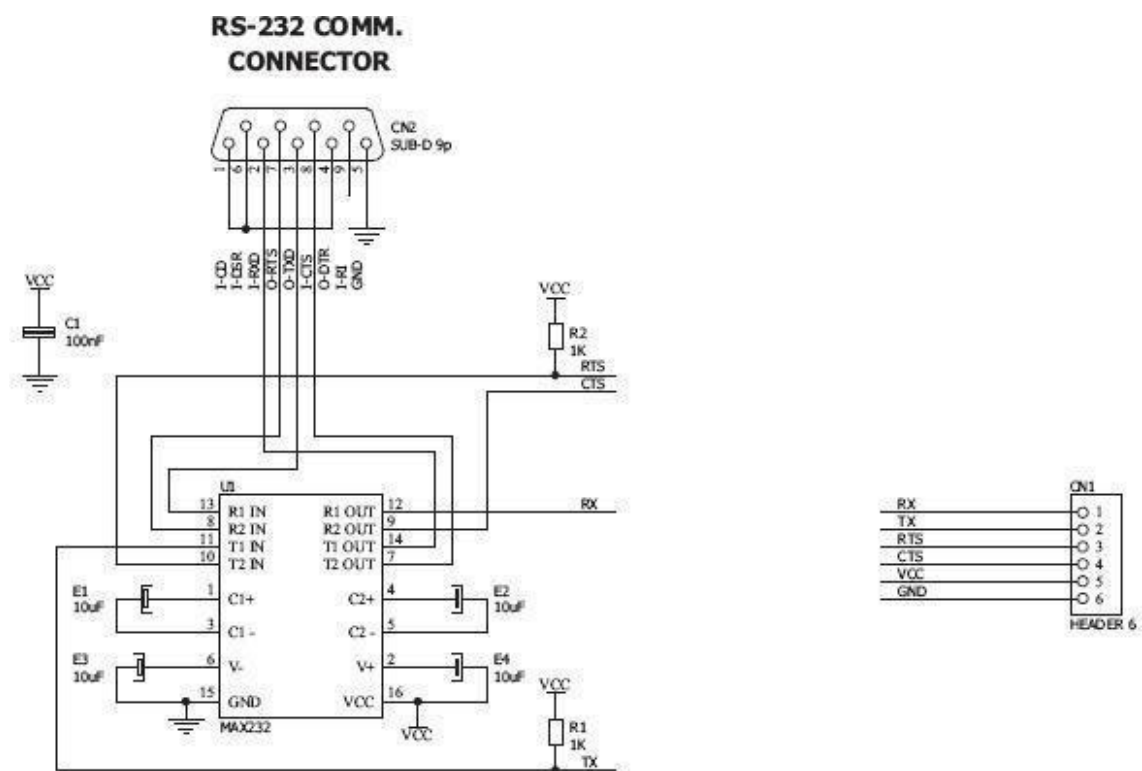 RS-232 COMM.
CONNECTOR
CN2
SUB-D 9p
1 6 2 7 3 8 4 9 5
I-CD
I-DSR
I-RXD
O-RTS
O-TXD
I-CTS
O-DTR
I-RI
GND
VCC
C1
100nF
VCC
R2
1K
RTS
CTS
U1
13 R1 IN R1 OUT 12 RX
8 R2 IN R2 OUT 9
11 T1 IN T1 OUT 14
10 T2 IN T2 OUT 7
E1
10uF
1 C1+ C2+ 4
3 C1 - C2 - 5
E2
10uF
E3
10uF
6 V- V+ 2
15 GND VCC 16
E4
10uF
MAX232
VCC
VCC
R1
1K
TX
CN1
RX 1
TX 2
RTS 3
CTS 4
VCC 5
GND 6
HEADER 6